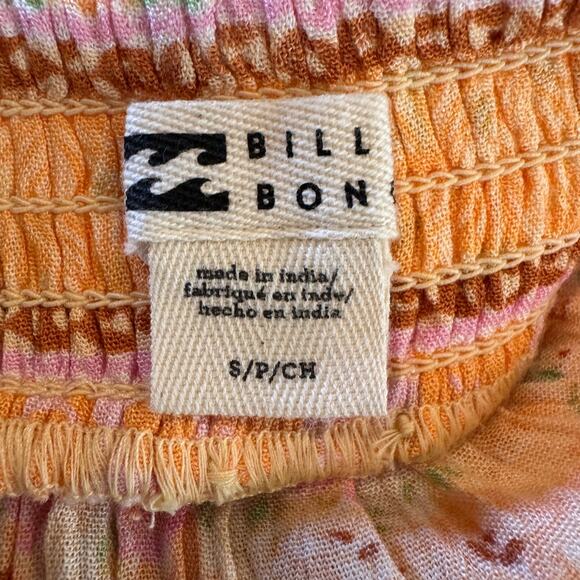 BILL
BON
made in india/
fabriqué en inde/
hecho en india
S/P/CH